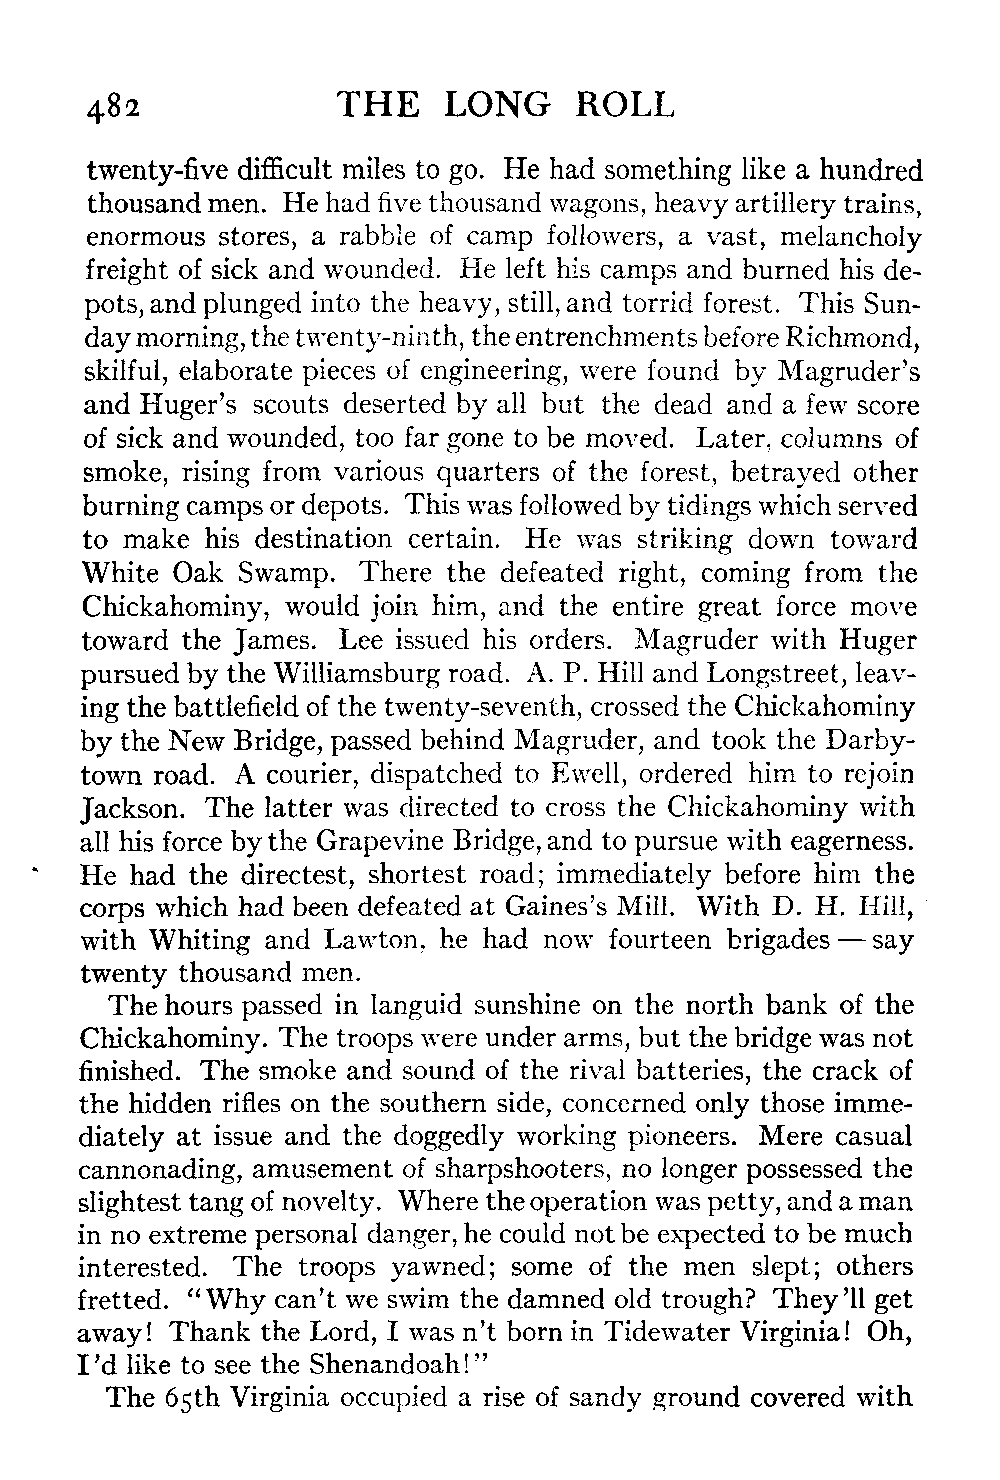 482 THE LONG ROLL
twenty-five difficult miles to go. He had something like a hundred
thousand men. He had five thousand wagons, heavy artillery trains,
enormous stores, a rabble of camp followers, a vast, melancholy
freight of sick and wounded. He left his camps and burned his de-
pots, and plunged into the heavy, still, and torrid forest. This Sun-
day morning, the twenty-ninth, the entrenchments before Richmond,
skilful, elaborate pieces of engineering, were found by Magruder's
and Huger's scouts deserted by all but the dead and a few score
of sick and wounded, too far gone to be moved. Later, columns of
smoke, rising from various quarters of the forest, betrayed other
burning camps or depots. This was followed by tidings which served
to make his destination certain. He was striking down toward
White Oak Swamp. There the defeated right, coming from the
Chickahominy, would join him, and the entire great force move
toward the James. Lee issued his orders. Magruder with Huger
pursued by the Williamsburg road. A. P. Hill and Longstreet, leav-
ing the battlefield of the twenty-seventh, crossed the Chickahominy
by the New Bridge, passed behind Magruder, and took the Darby-
town road. A courier, dispatched to Ewell, ordered him to rejoin
Jackson. The latter was directed to cross the Chickahominy with
all his force by the Grapevine Bridge, and to pursue with eagerness.
He had the directest, shortest road; immediately before him the
corps which had been defeated at Gaines's Mill. With D. H. Hill,
with Whiting and Lawton, he had now fourteen brigades — say
twenty thousand men.
The hours passed in languid sunshine on the north bank of the
Chickahominy. The troops were under arms, but the bridge was not
finished. The smoke and sound of the rival batteries, the crack of
the hidden rifles on the southern side, concerned only those imme-
diately at issue and the doggedly working pioneers. Mere casual
cannonading, amusement of sharpshooters, no longer possessed the
slightest tang of novelty. Where the operation was petty, and a man
in no extreme personal danger, he could not be expected to be much
interested. The troops yawned; some of the men slept; others
fretted. "Why can't we swim the damned old trough? They'll get
away! Thank the Lord, I was n't born in Tidewater Virginia! Oh,
I'd like to see the Shenandoah!"
The 65th Virginia occupied a rise of sandy ground covered with